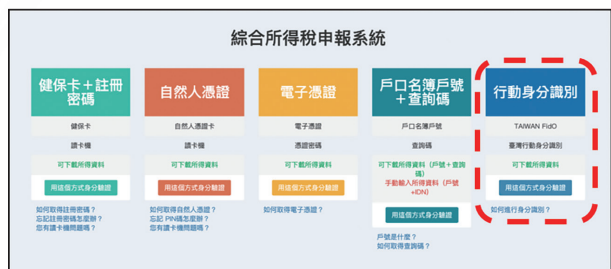 綜合所得稅申報系統
健保卡＋註冊
密碼
健保卡
讀卡機
可下載所得資料
用這個方式身分驗證
如何取得註冊密碼？
忘記註冊密碼怎麼辦？
您有讀卡機問題嗎？
自然人憑證
自然人憑證卡
讀卡機
可下載所得資料
用這個方式身分驗證
如何取得自然人憑證？
忘記 PIN碼怎麼辦？
您有讀卡機問題嗎？
電子憑證
電子憑證
憑證密碼
可下載所得資料
用這個方式身分驗證
如何取得電子憑證？
戶口名簿戶號
＋查詢碼
戶口名簿戶號
查詢碼
可下載所得資料（戶號＋查詢
碼）
手動輸入所得資料（戶號
+IDN）
用這個方式身分驗證
戶號是什麼？
如何取得查詢碼？
行動身分識別
TAIWAN FidO
臺灣行動身分識別
可下載所得資料
用這個方式身分驗證
如何進行身分識別？